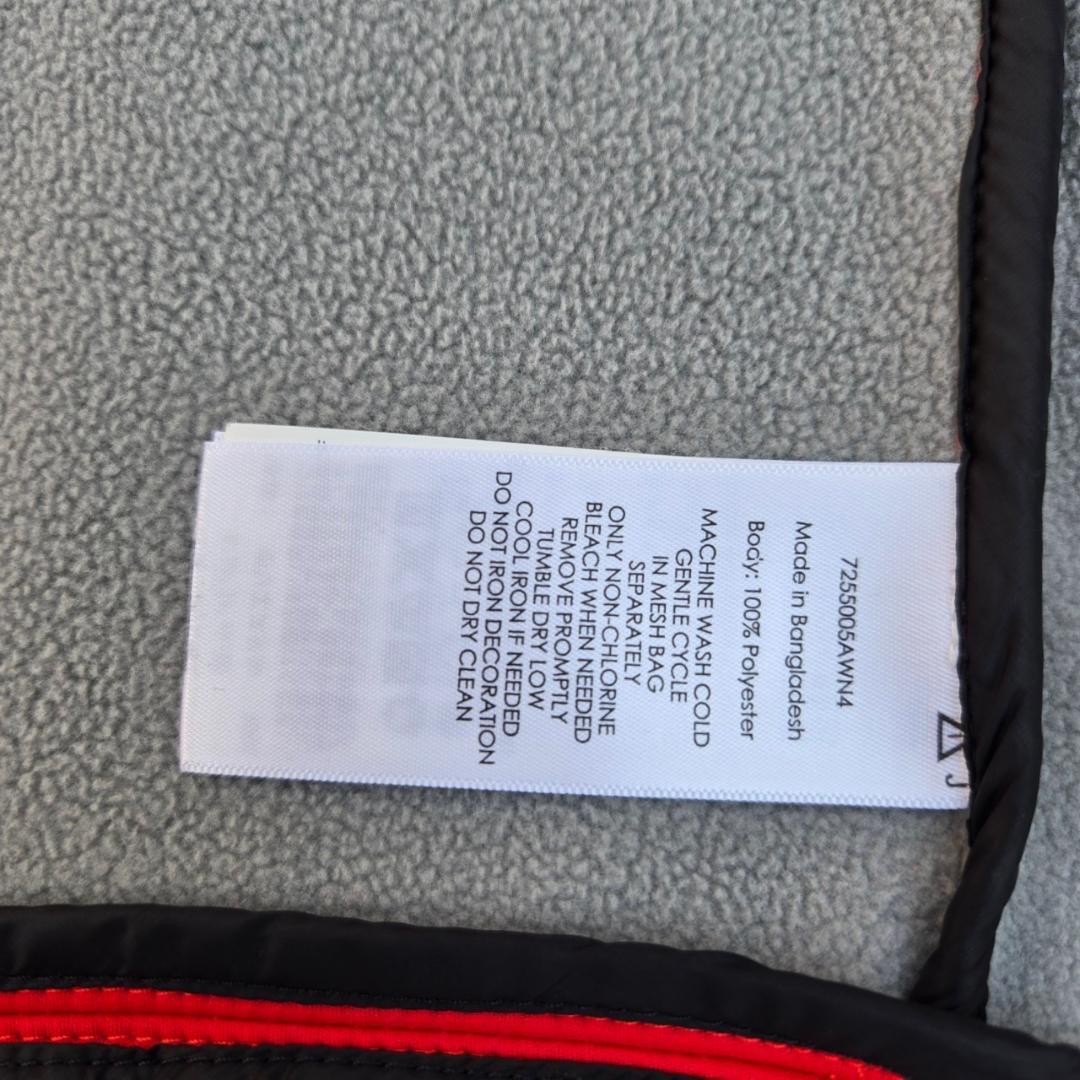 7255005AWN4
Made in Bangladesh
Body: 100% Polyester
MACHINE WASH COLD
GENTLE CYCLE
IN MESH BAG
SEPARATELY
ONLY NON-CHLORINE
BLEACH WHEN NEEDED
REMOVE PROMPTLY
TUMBLE DRY LOW
COOL IRON IF NEEDED
DO NOT IRON DECORATION
DO NOT DRY CLEAN